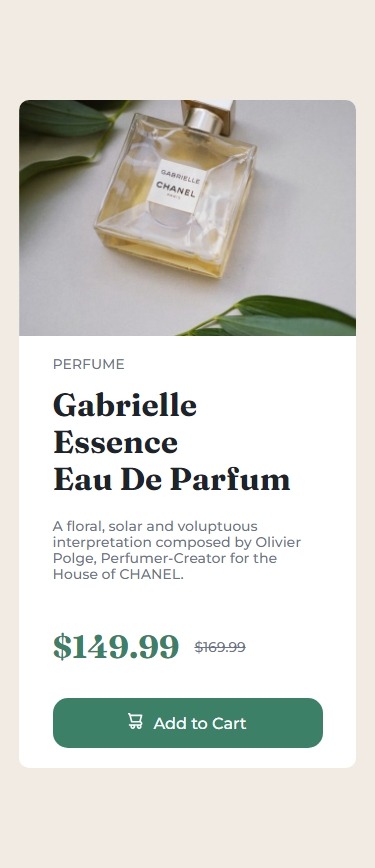 GABRIELLE
CHANEL
PARIS
PERFUME
Gabrielle
Essence
Eau De Parfum
A floral, solar and voluptuous
interpretation composed by Olivier
Polge, Perfumer-Creator for the
House of CHANEL.
$149.99 $169.99
Add to Cart